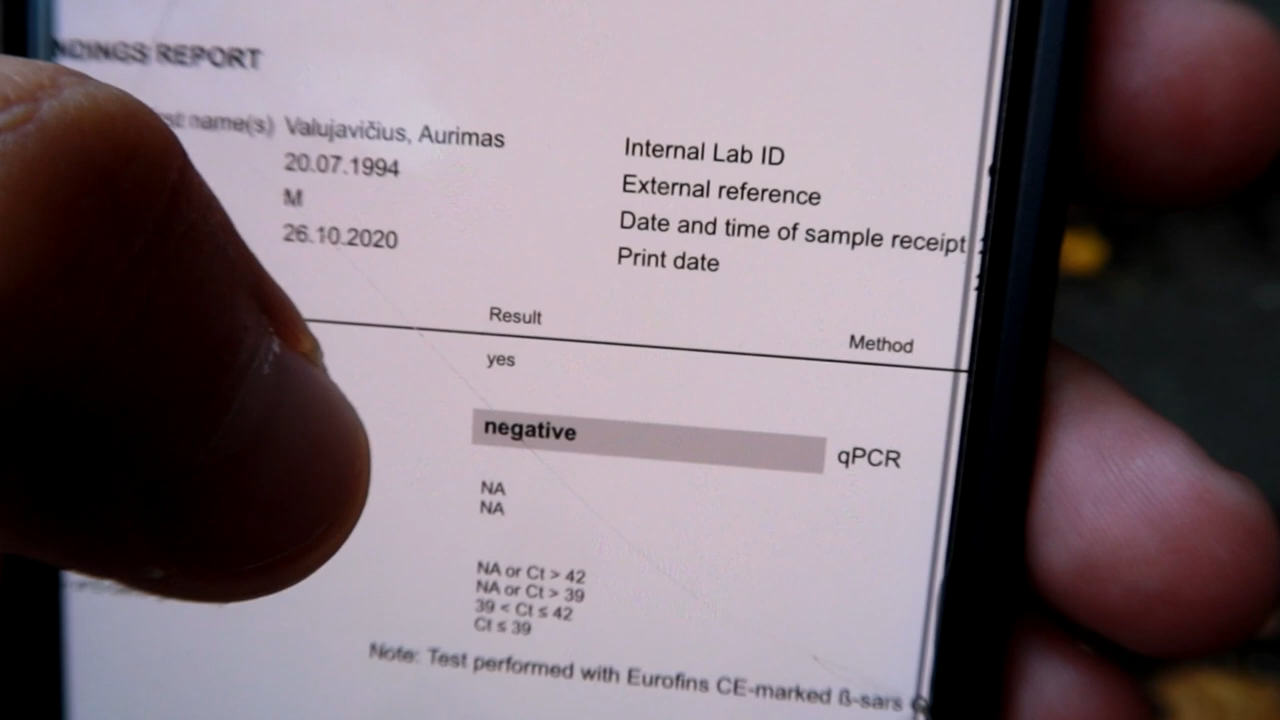 NDINGS REPORT
st name(s) Valujavičius, Aurimas
20.07.1994
M
26.10.2020
Internal Lab ID
External reference
Date and time of sample receipt
Print date
Result Method
yes
negative qPCR
NA
NA
NA or Ct > 42
NA or Ct > 39
39 < Ct ≤ 42
Ct ≤ 39
Note: Test performed with Eurofins CE-marked ß-sars